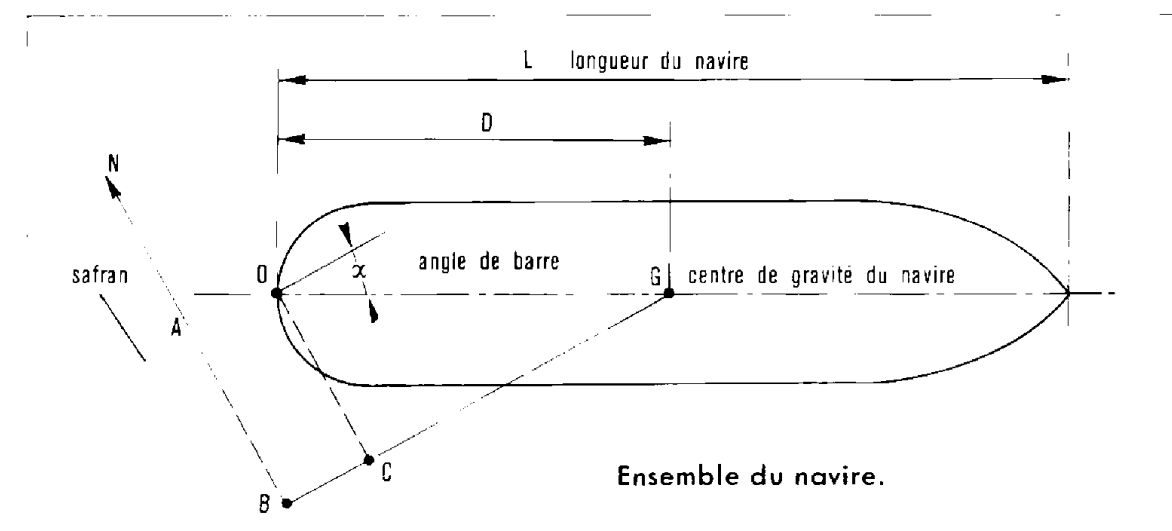 L longueur du navire
D
N
safran
O
α
angle de barre
G
centre de gravité du navire
A
C
B
Ensemble du navire.